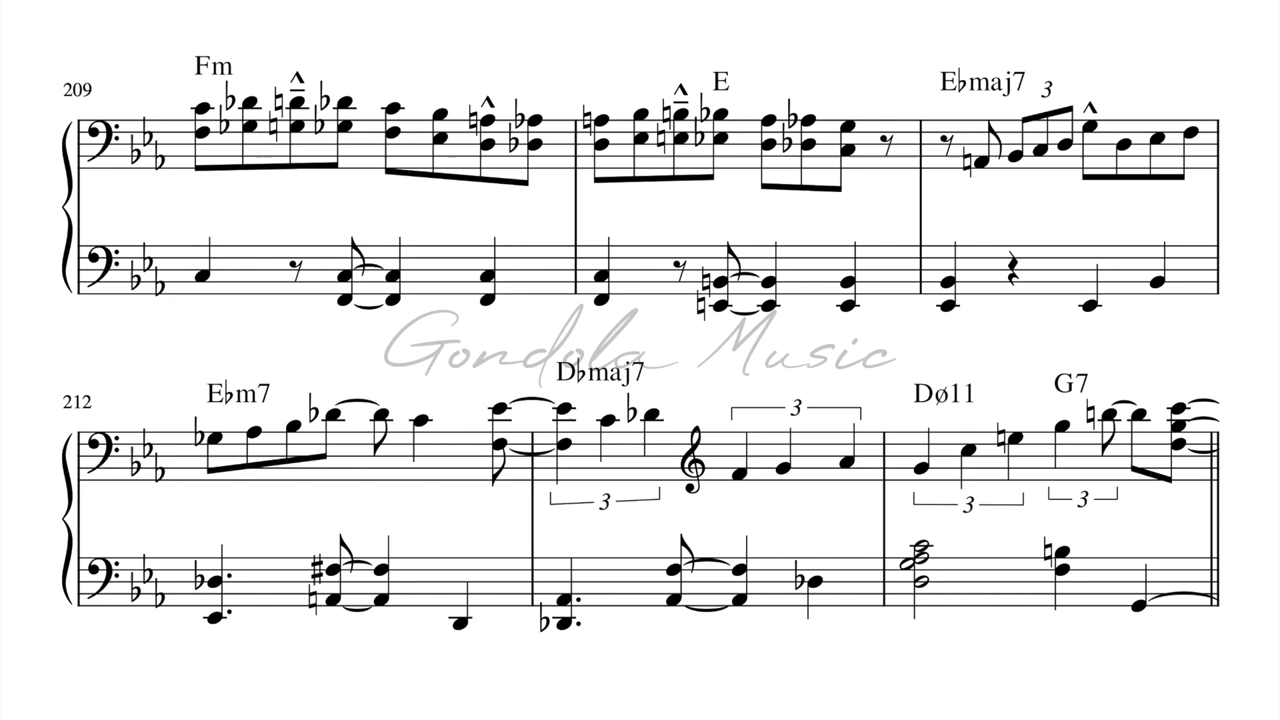 Fm E E♭maj7
209
3
Gondola Music
E♭m7 D♭maj7 Dø11 G7
212
3
3 3 3